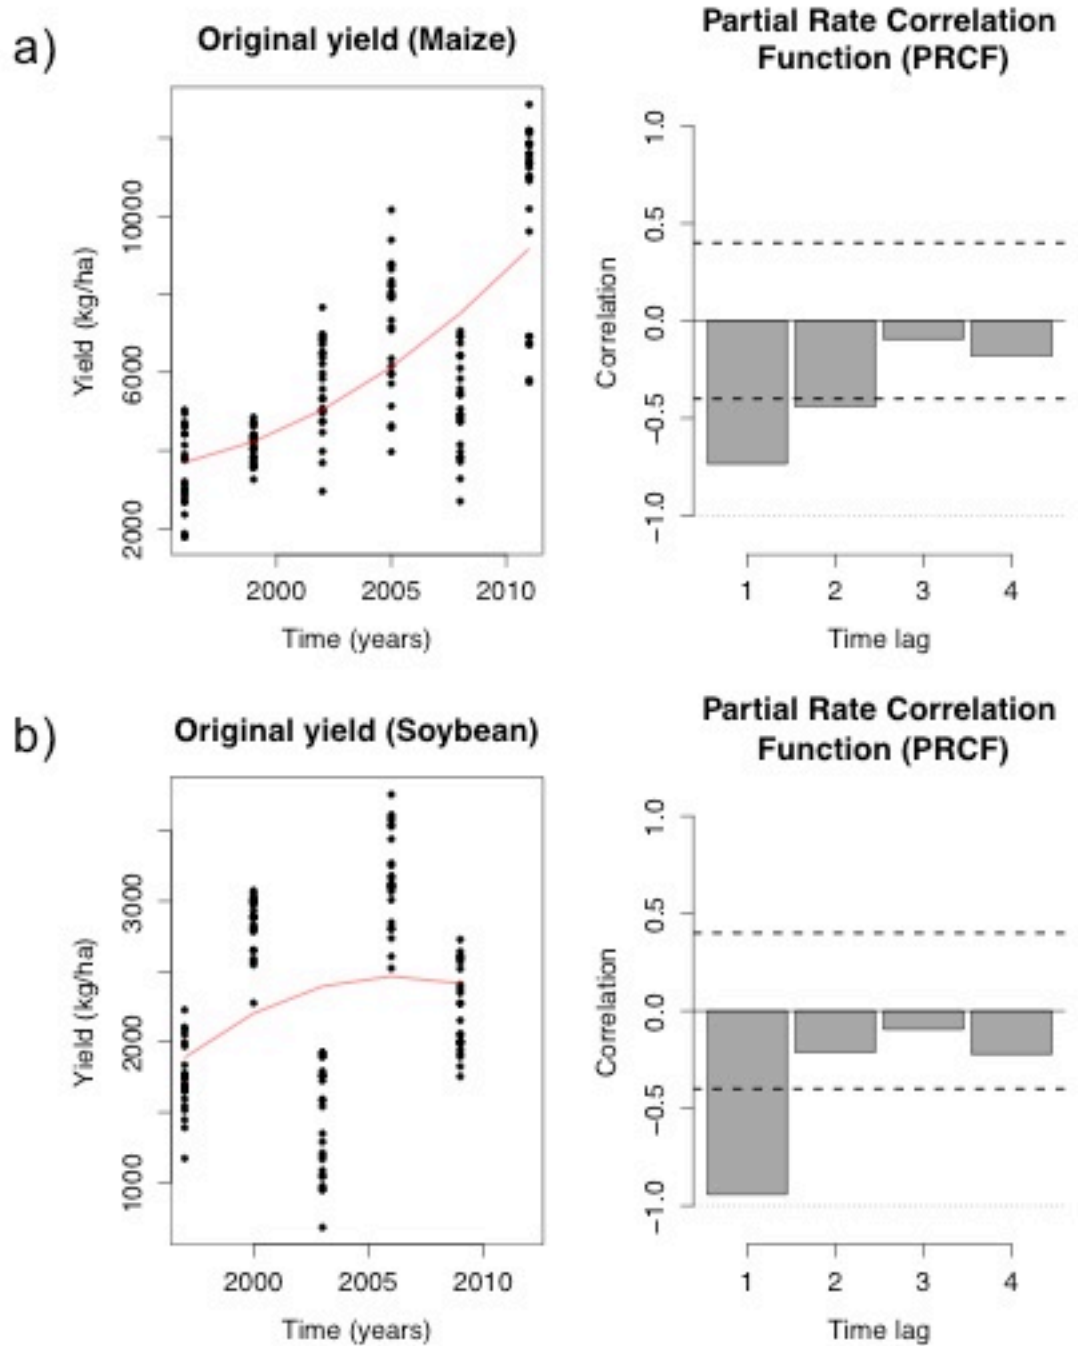 a)
Original yield (Maize)
Partial Rate Correlation
Function (PRCF)
Yield (kg/ha)
10000
6000
2000
2000
2005
2010
Time (years)
Correlation
1.0
0.5
0.0
−0.5
−1.0
1
2
3
4
Time lag
b)
Original yield (Soybean)
Partial Rate Correlation
Function (PRCF)
Yield (kg/ha)
3000
2000
1000
2000
2005
2010
Time (years)
Correlation
1.0
0.5
0.0
−0.5
−1.0
1
2
3
4
Time lag